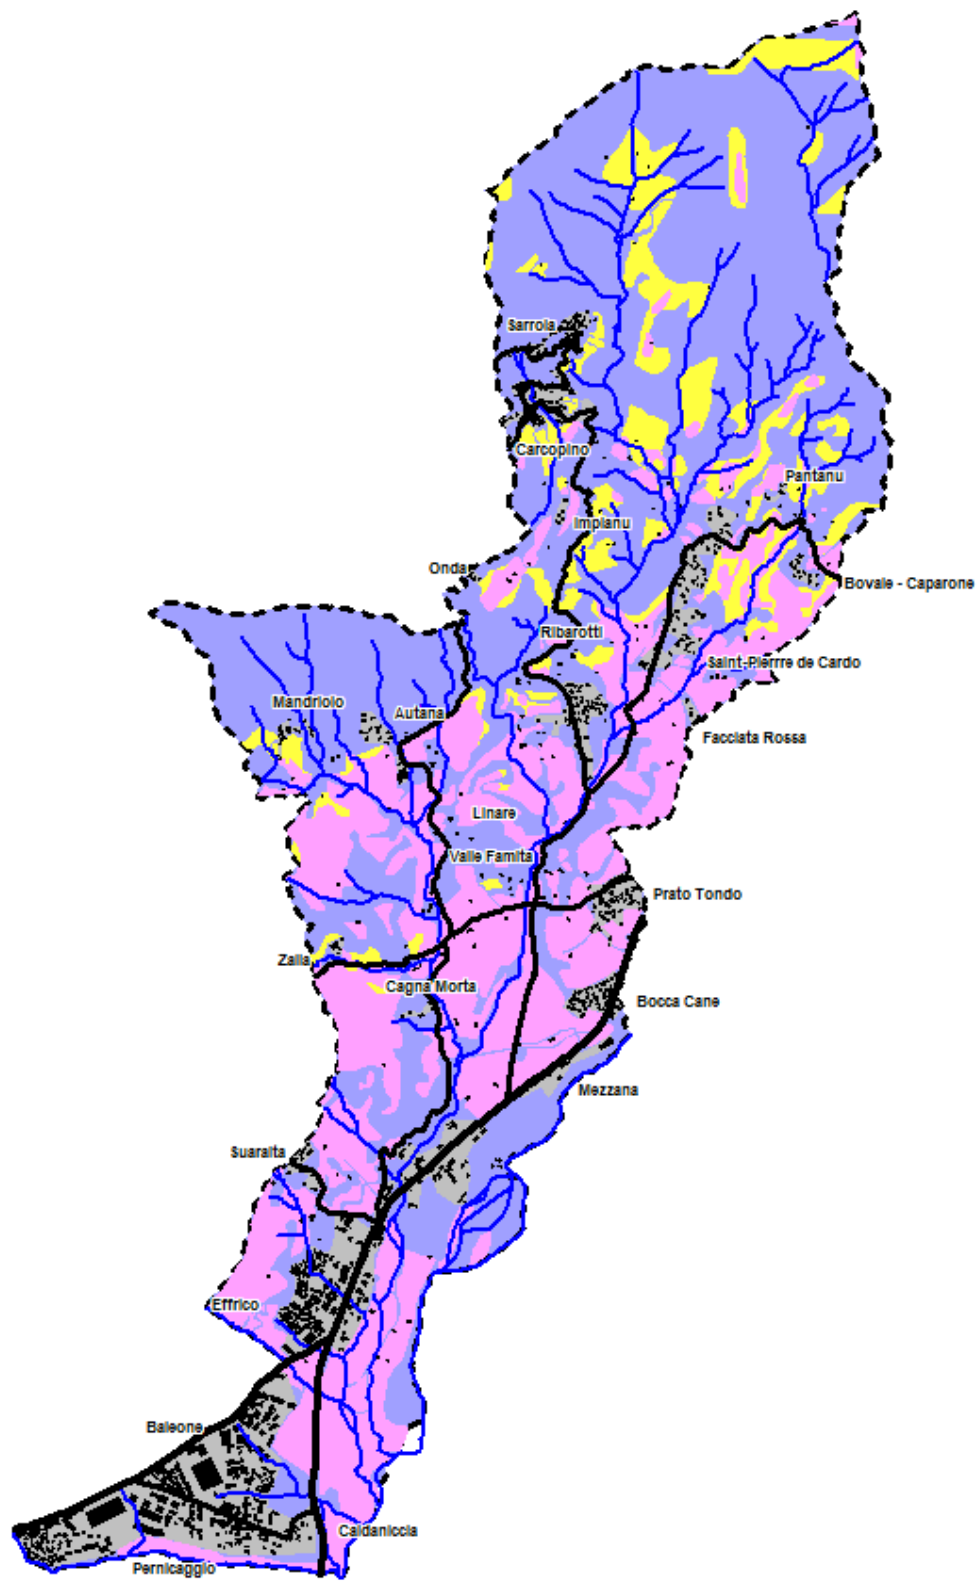 Sarrola
Carcopino
Pantanu
Impianu
Onda
Bovale - Caparone
Ribarotti
Saint-Pierrre de Cardo
Mandriolo
Autana
Facciata Rossa
Linare
Valle Famita
Prato Tondo
Zalla
Cagna Morta
Bocca Cane
Mezzana
Suaralta
Effrico
Baleone
Caldaniccia
Pernicaggio